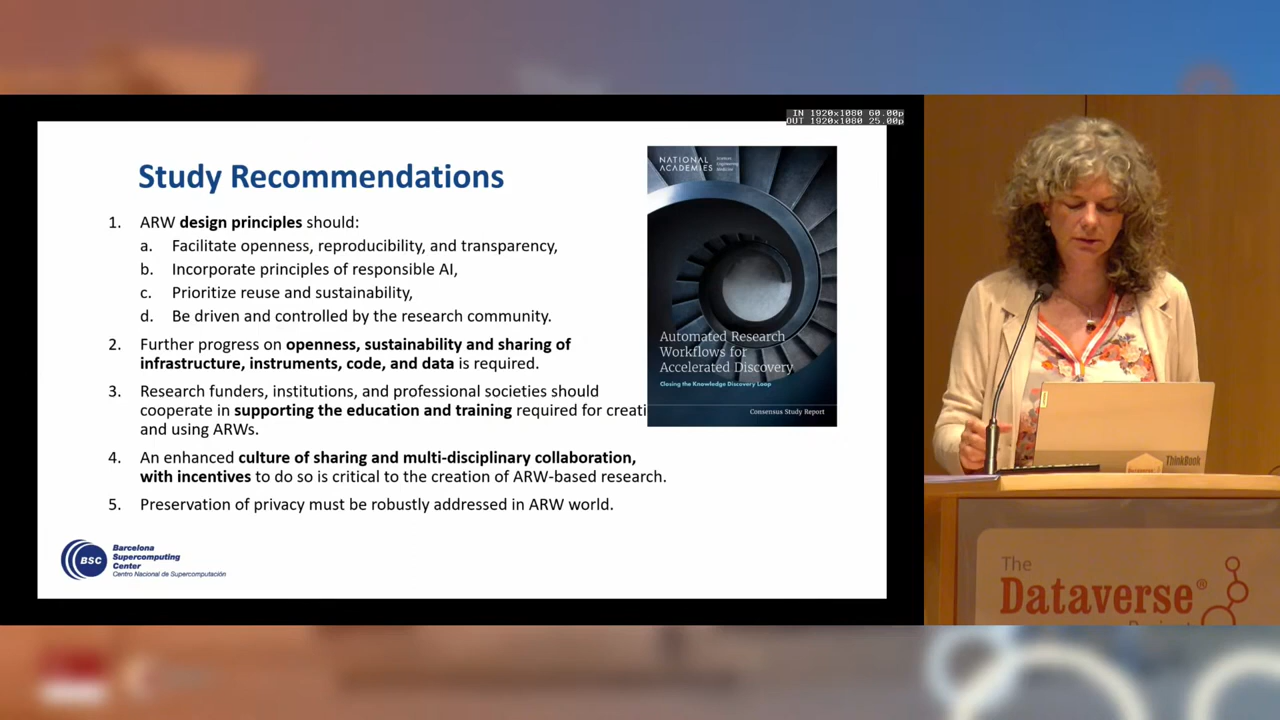 IN 1920x1080 60.00p
OUT 1920x1080 25.00p
Study Recommendations
1. ARW design principles should:
a. Facilitate openness, reproducibility, and transparency,
b. Incorporate principles of responsible AI,
c. Prioritize reuse and sustainability,
d. Be driven and controlled by the research community.
2. Further progress on openness, sustainability and sharing of
infrastructure, instruments, code, and data is required.
3. Research funders, institutions, and professional societies should
cooperate in supporting the education and training required for creati
and using ARWs.
4. An enhanced culture of sharing and multi-disciplinary collaboration,
with incentives to do so is critical to the creation of ARW-based research.
5. Preservation of privacy must be robustly addressed in ARW world.
NATIONAL
ACADEMIES
Sciences
Engineering
Medicine
Automated Research
Workflows for
Accelerated Discovery
Closing the Knowledge Discovery Loop
Consensus Study Report
BSC
Barcelona
Supercomputing
Center
Centro Nacional de Supercomputación
ThinkBook
The
Dataverse®
Project